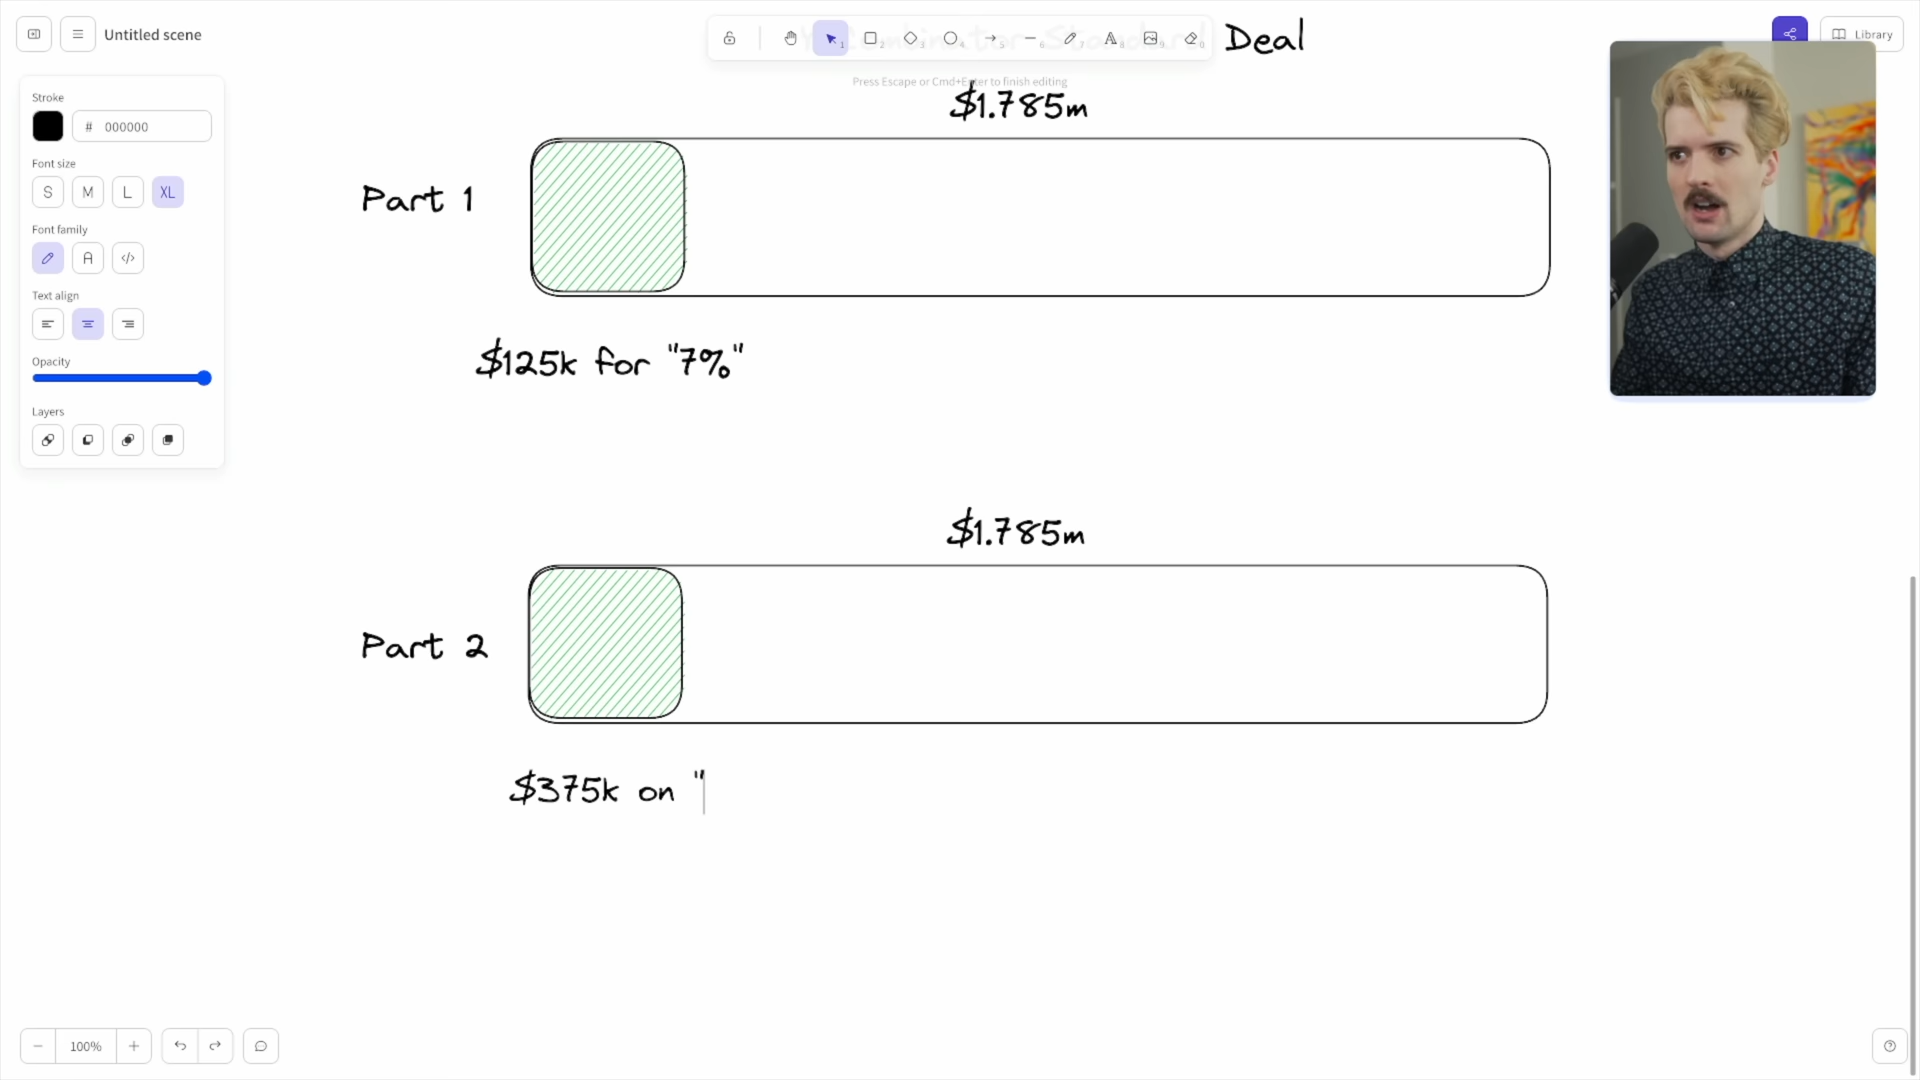 Untitled scene
Deal
Library
Press Escape or Cmd+Enter to finish editing
$1.785m
Stroke
# 000000
Font size
S M L XL
Font family
Text align
Opacity
Layers
Part 1
$125k for "7%"
$1.785m
Part 2
$375k on "
100%